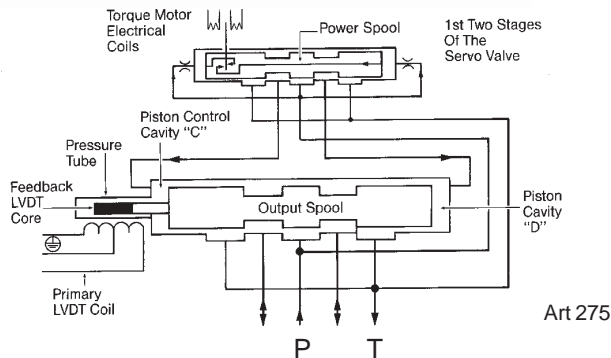 Torque Motor
Electrical
Coils
Power Spool
1st Two Stages
Of The
Servo Valve
Piston Control
Cavity "C"
Pressure
Tube
Feedback
LVDT
Core
Output Spool
Piston
Cavity
"D"
Primary
LVDT Coil
Art 275
P
T